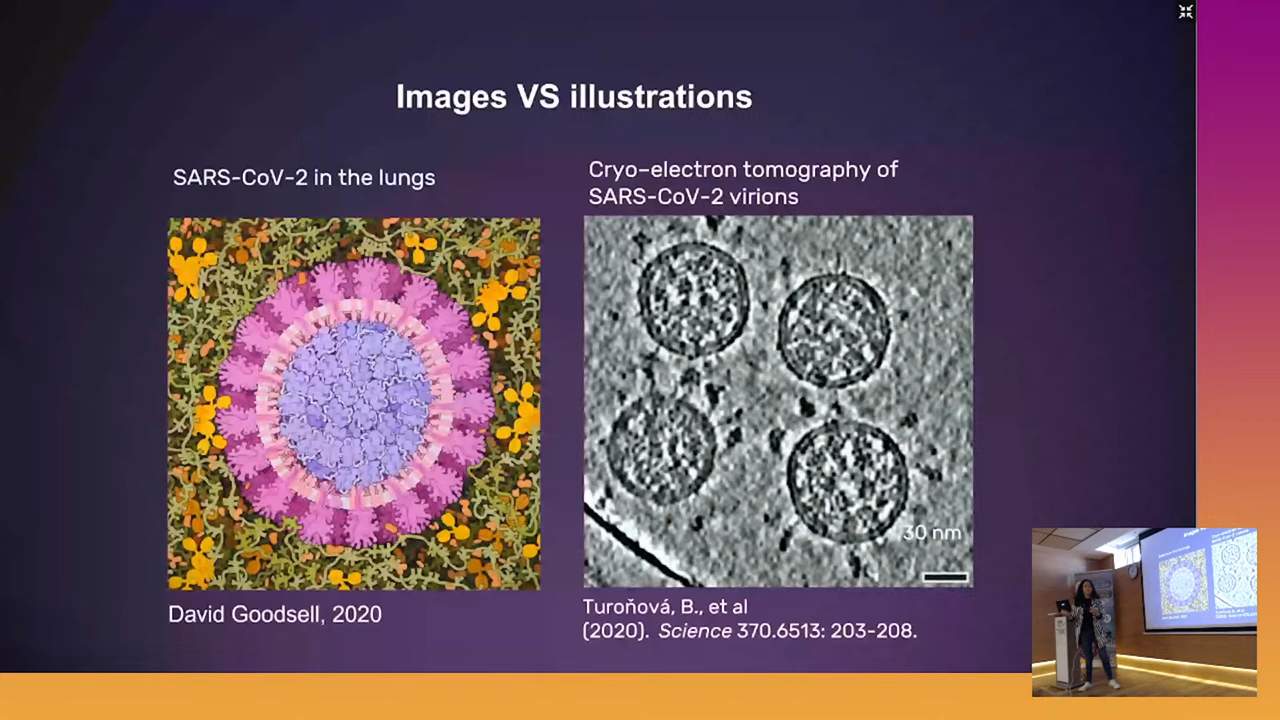 Images VS illustrations
SARS-CoV-2 in the lungs
Cryo-electron tomography of
SARS-CoV-2 virions
30 nm
David Goodsell, 2020
Turoňová, B., et al
(2020). Science 370.6513: 203-208.